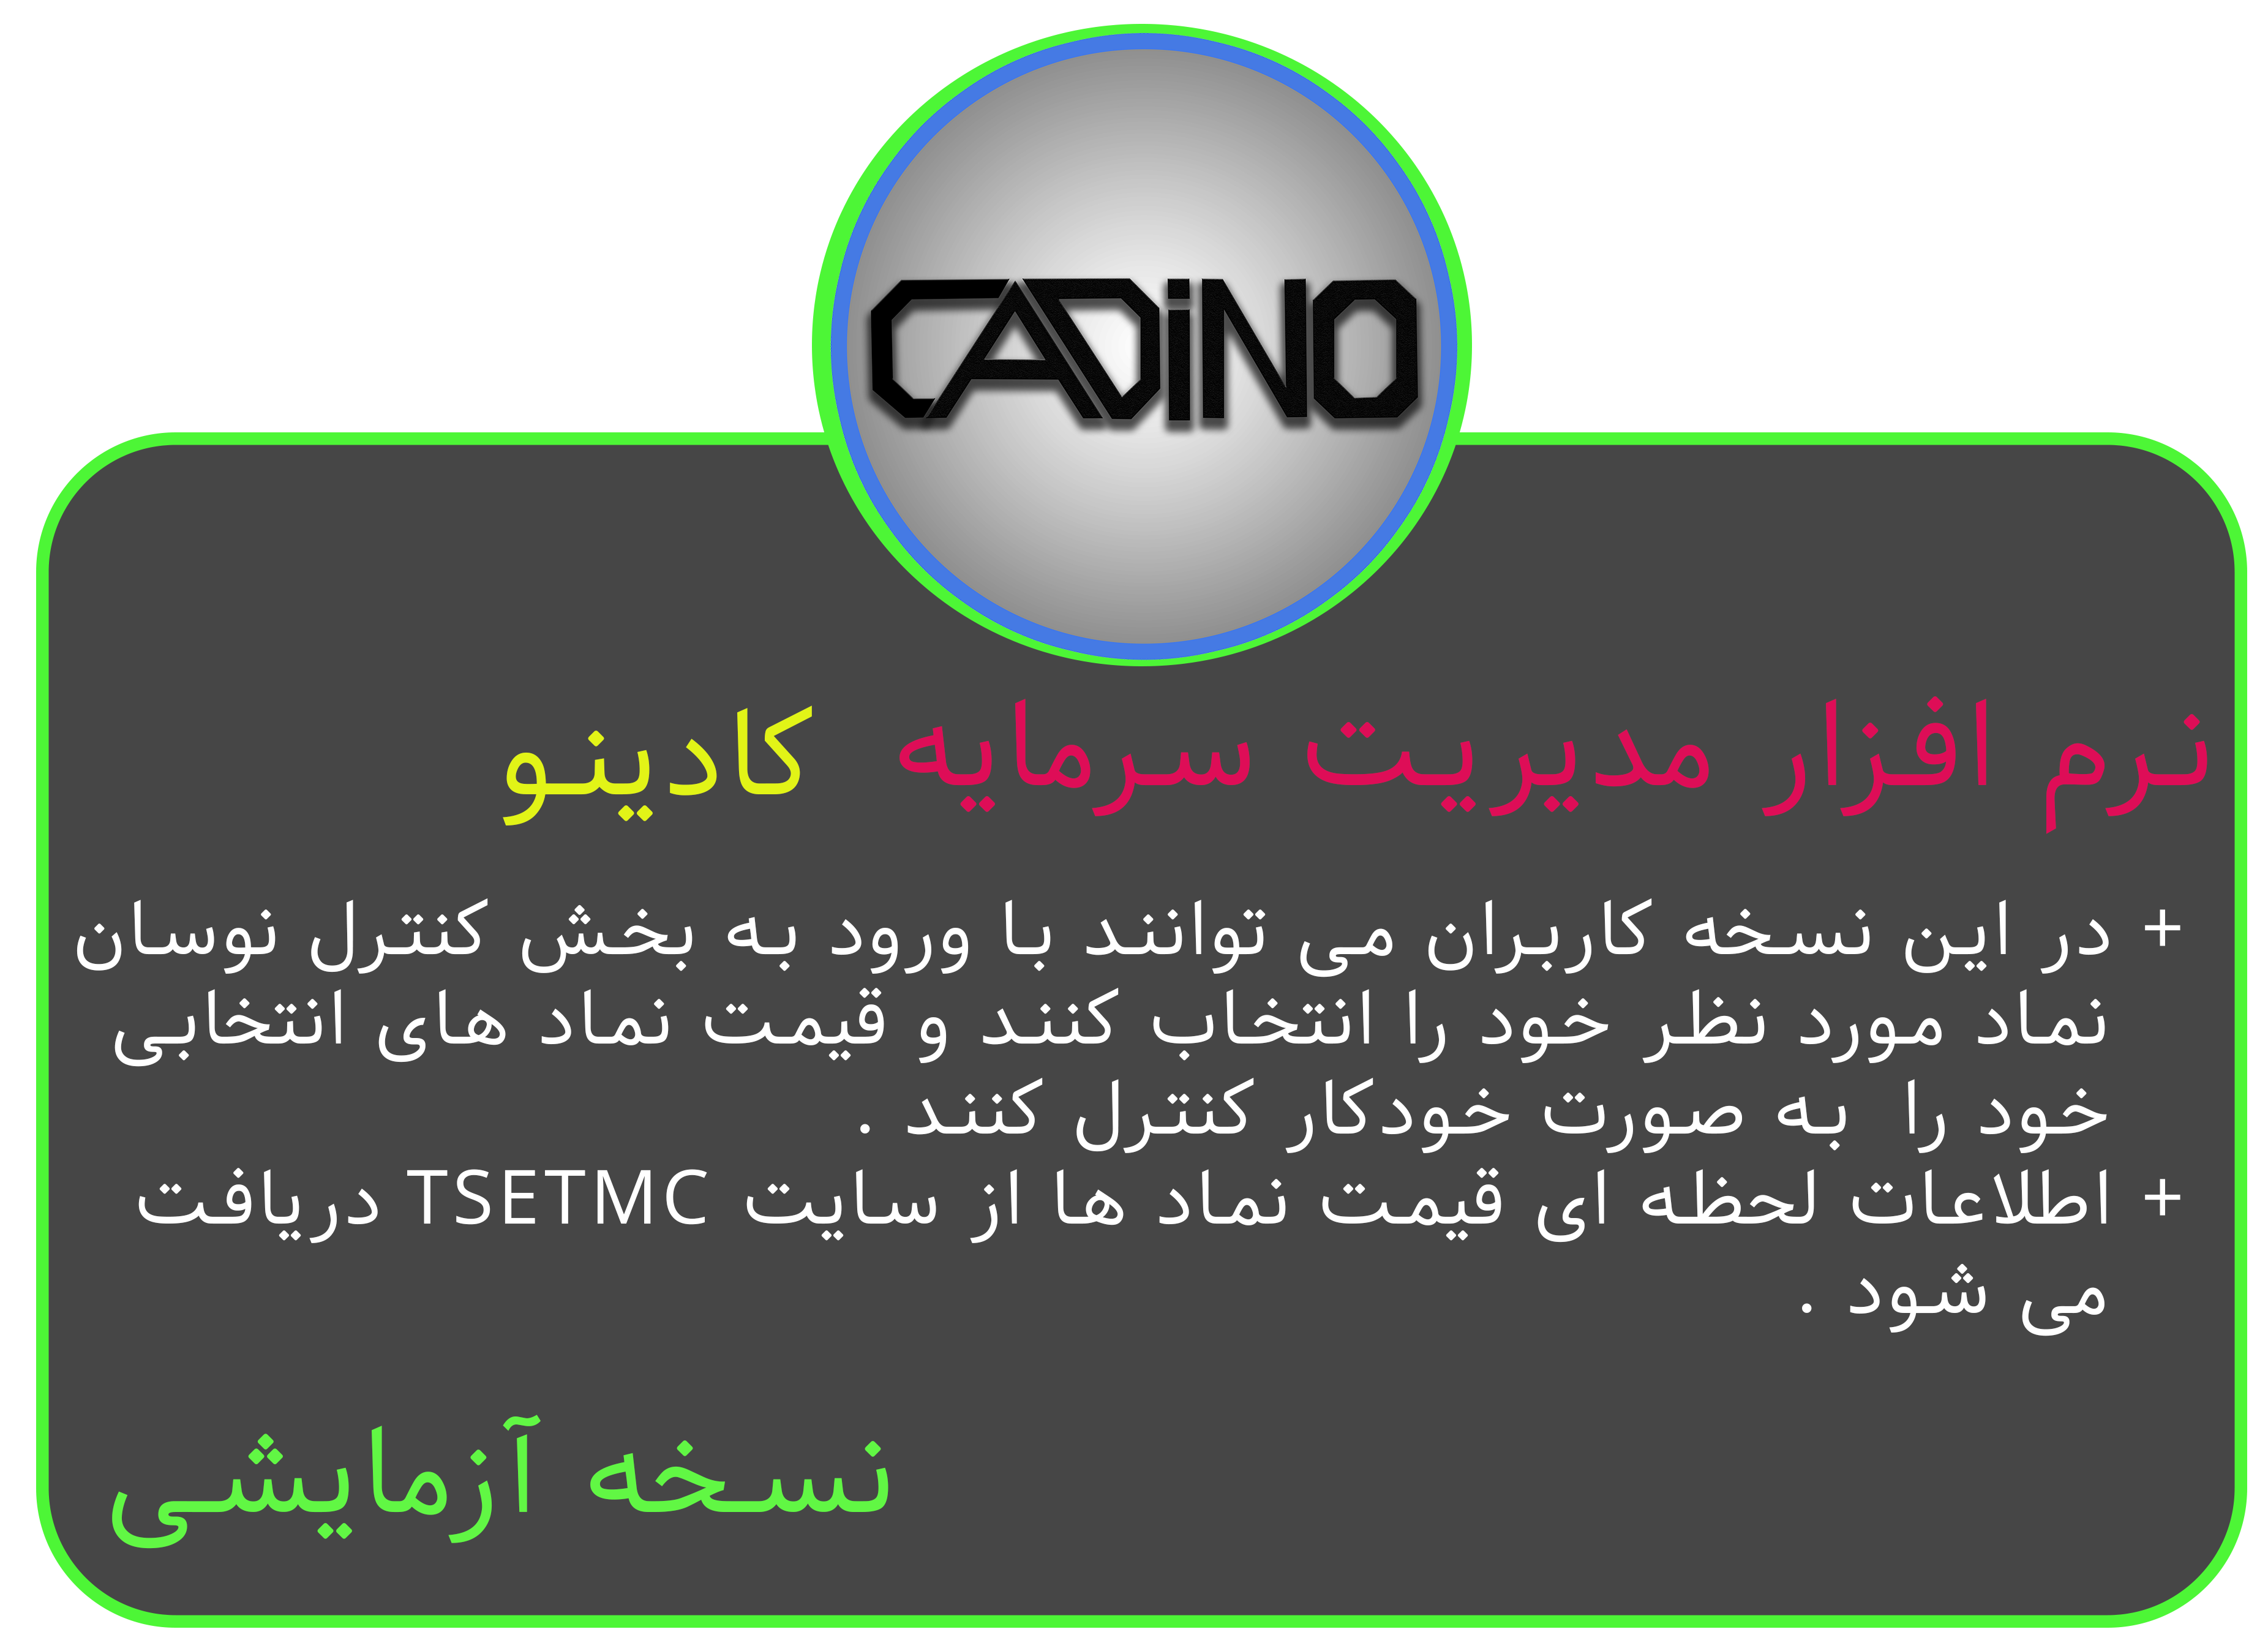 CADiNO
نرم افزار مدیریت سرمایه کادینو
+ در این نسخه کاربران می توانند با ورود به بخش کنترل نوسان
نماد مورد نظر خود را انتخاب کنند و قیمت نماد های انتخابی
خود را به صورت خودکار کنترل کنند .
+ اطلاعات لحظه ای قیمت نماد ها از سایت TSETMC دریافت
می شود .
نسخه آزمایشی